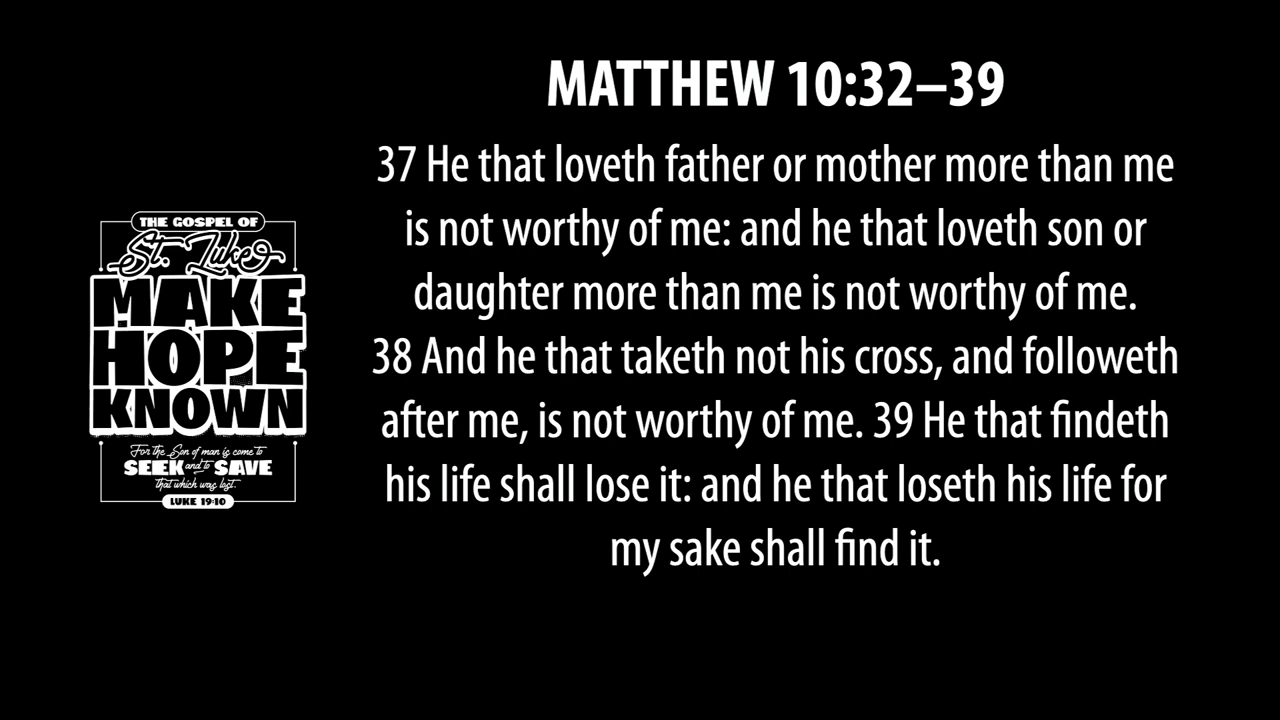 MATTHEW 10:32–39
37 He that loveth father or mother more than me
is not worthy of me: and he that loveth son or
daughter more than me is not worthy of me.
38 And he that taketh not his cross, and followeth
after me, is not worthy of me. 39 He that findeth
his life shall lose it: and he that loseth his life for
my sake shall find it.
THE GOSPEL OF
St. Luke
MAKE
HOPE
KNOWN
For the Son of man is come to
SEEK and to SAVE
that which was lost.
LUKE 19:10